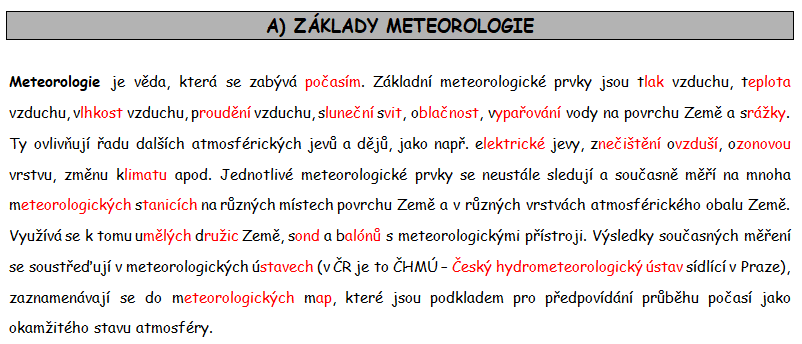 A) ZÁKLADY METEOROLOGIE
Meteorologie je věda, která se zabývá počasím. Základní meteorologické prvky jsou tlak vzduchu, teplota
vzduchu, vlhkost vzduchu, proudění vzduchu, sluneční svit, oblačnost, vypařování vody na povrchu Země a srážky.
Ty ovlivňují řadu dalších atmosférických jevů a dějů, jako např. elektrické jevy, znečištění ovzduší, ozonovou
vrstvu, změnu klimatu apod. Jednotlivé meteorologické prvky se neustále sledují a současně měří na mnoha
meteorologických stanicích na různých místech povrchu Země a v různých vrstvách atmosférického obalu Země.
Využívá se k tomu umělých družic Země, sond a balónů s meteorologickými přístroji. Výsledky současných měření
se soustřeďují v meteorologických ústavech (v ČR je to ČHMÚ – Český hydrometeorologický ústav sídlící v Praze),
zaznamenávají se do meteorologických map, které jsou podkladem pro předpovídání průběhu počasí jako
okamžitého stavu atmosféry.